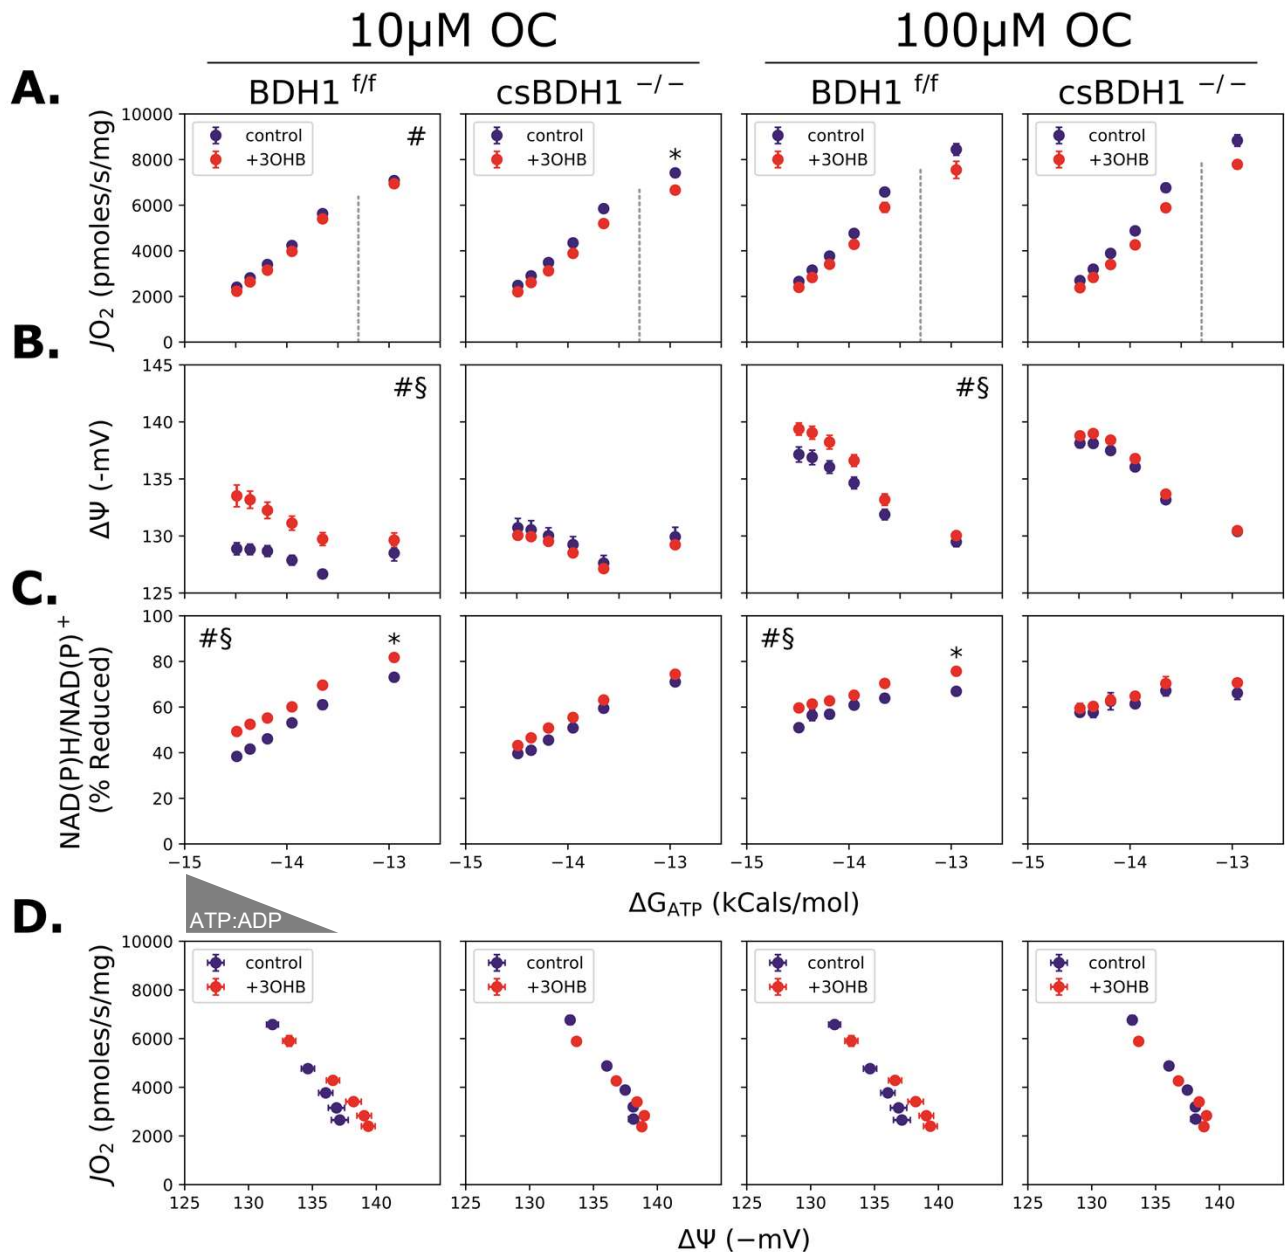 10µM OC 100µM OC
A. BDH1 f/f csBDH1 −/− BDH1 f/f csBDH1 −/−
JO2 (pmoles/s/mg)
10000
8000
6000
4000
2000
0
control
+3OHB
#
control
+3OHB
*
control
+3OHB
control
+3OHB
B.
ΔΨ (-mV)
145
140
135
130
125
#§
#§
C.
NAD(P)H/NAD(P)+
(% Reduced)
100
80
60
40
20
0
#§ *
#§ *
−15 −14 −13 −14 −13 −15 −14 −13 −14 −13
ΔGATP (kCals/mol)
ATP:ADP
D.
JO2 (pmoles/s/mg)
10000
8000
6000
4000
2000
0
control
+3OHB
control
+3OHB
control
+3OHB
control
+3OHB
125 130 135 140 130 135 140 125 130 135 140 130 135 140
ΔΨ (−mV)